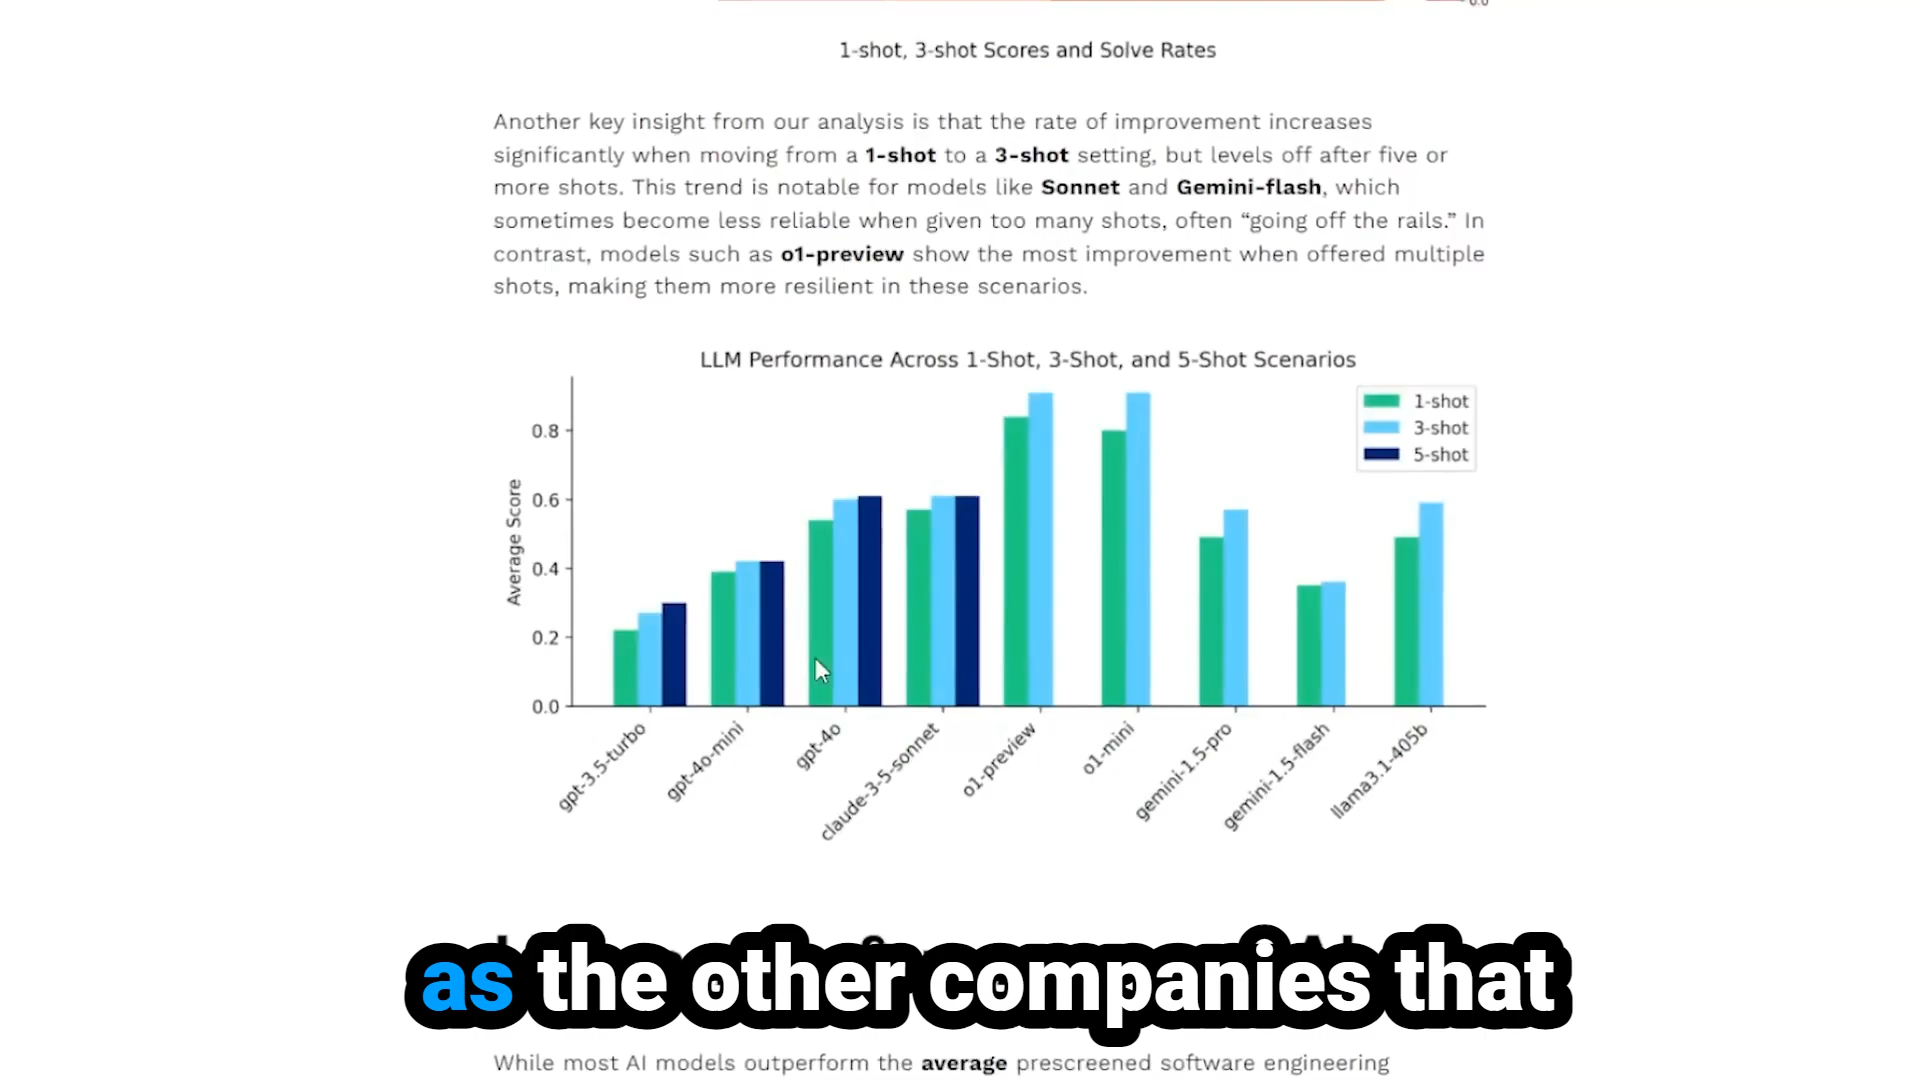 0.0
1-shot, 3-shot Scores and Solve Rates
Another key insight from our analysis is that the rate of improvement increases
significantly when moving from a 1-shot to a 3-shot setting, but levels off after five or
more shots. This trend is notable for models like Sonnet and Gemini-flash, which
sometimes become less reliable when given too many shots, often “going off the rails.” In
contrast, models such as o1-preview show the most improvement when offered multiple
shots, making them more resilient in these scenarios.
LLM Performance Across 1-Shot, 3-Shot, and 5-Shot Scenarios
1-shot
3-shot
5-shot
Average Score
0.8
0.6
0.4
0.2
0.0
gpt-3.5-turbo
gpt-4o-mini
gpt-4o
claude-3-5-sonnet
o1-preview
o1-mini
gemini-1.5-pro
gemini-1.5-flash
llama3.1-405b
as the other companies that
While most AI models outperform the average prescreened software engineering